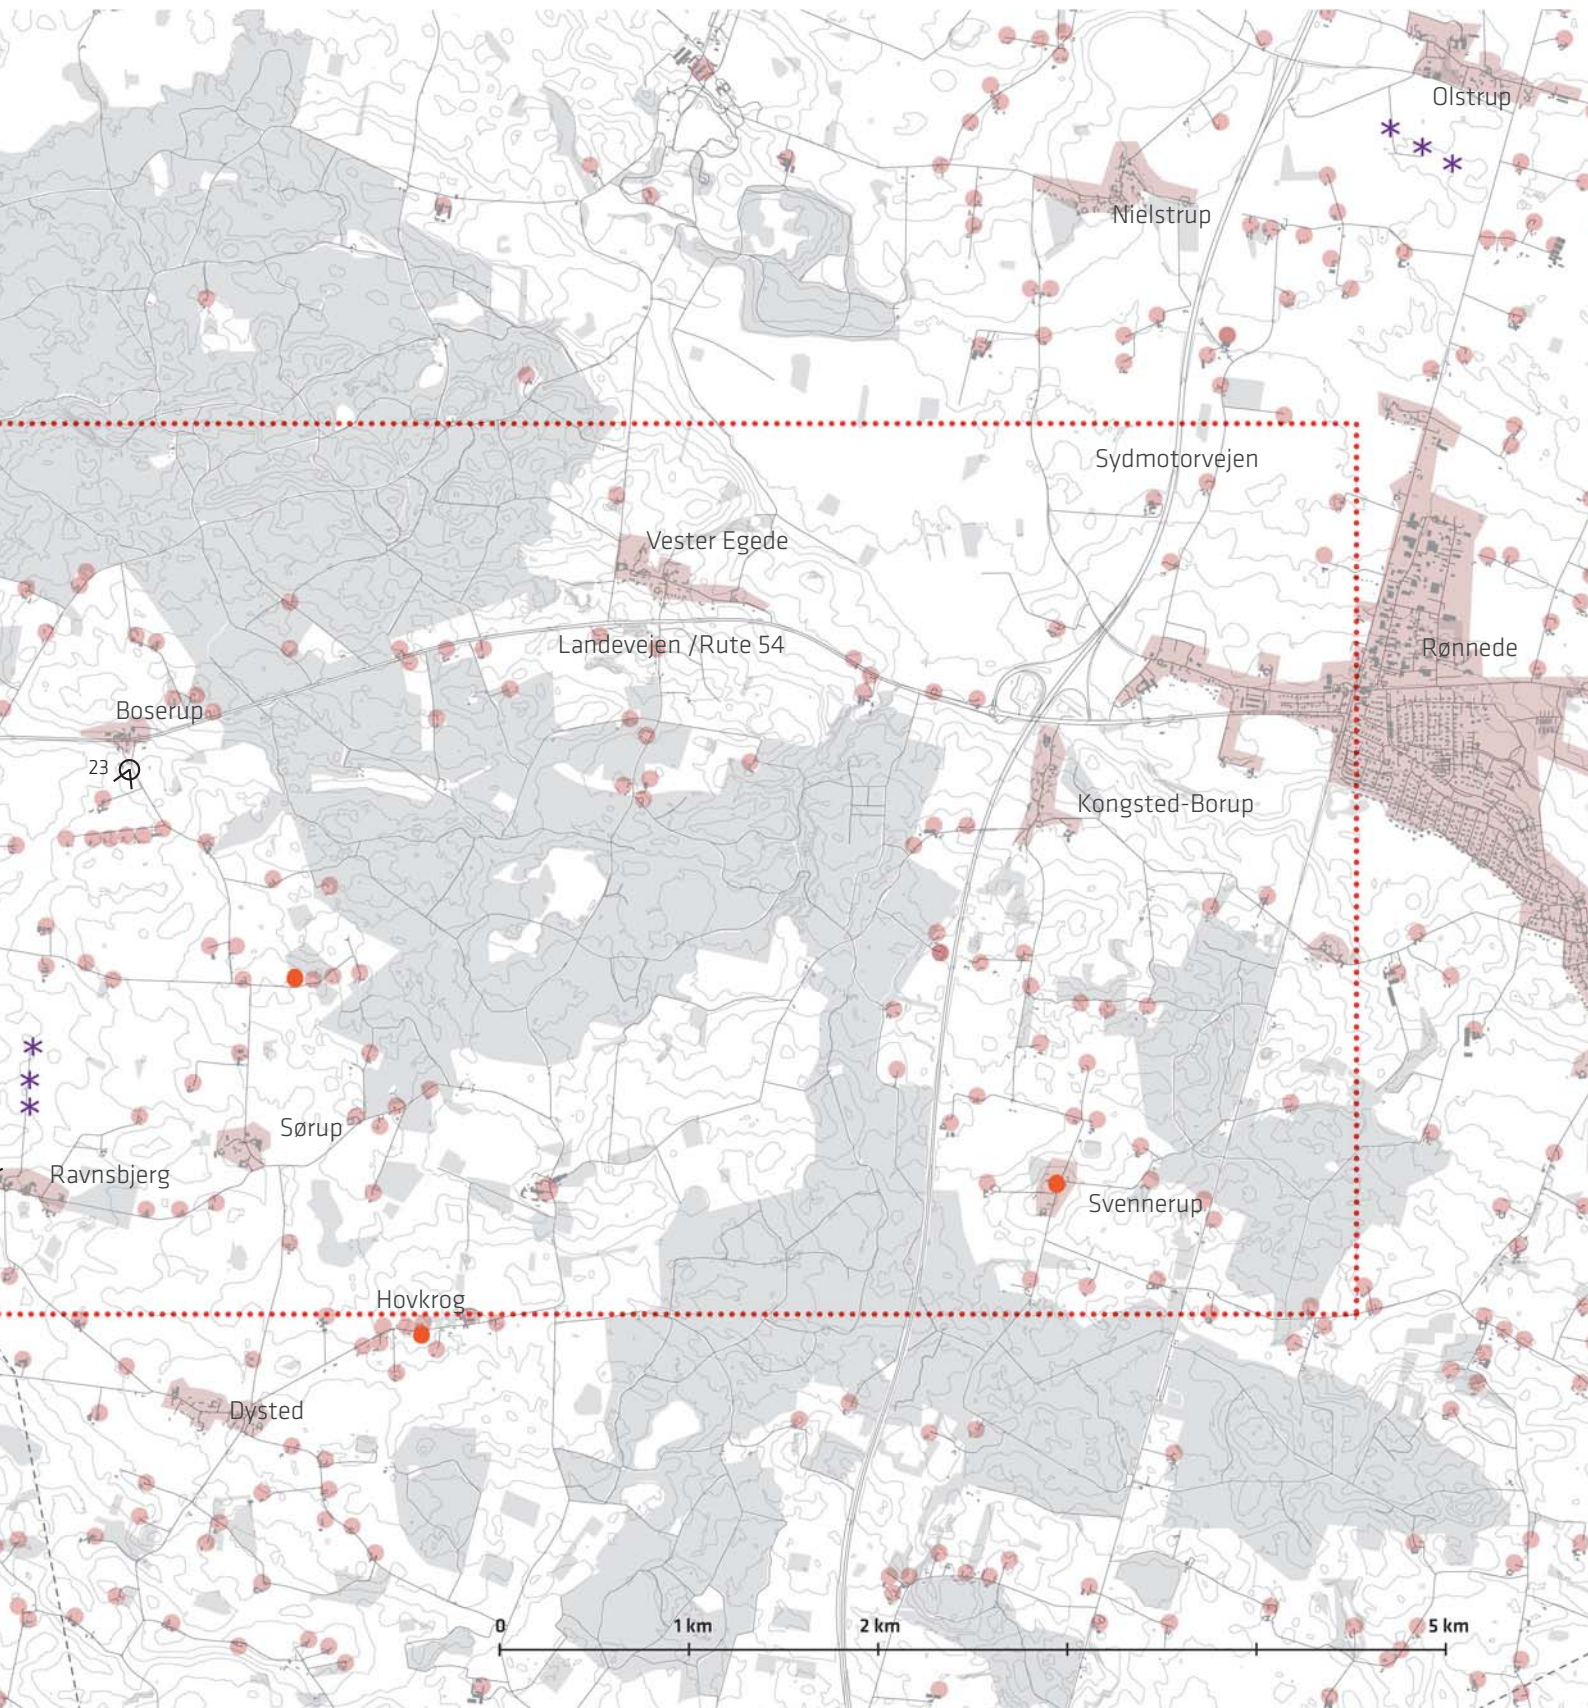 Olstrup
Nielstrup
Sydmotorvejen
Vester Egede
Landevejen /Rute 54
Rønnede
Boserup
23
Kongsted-Borup
Sørup
Ravnsbjerg
Svennerup
Hovkrog
Dysted
0 1 km 2 km 5 km